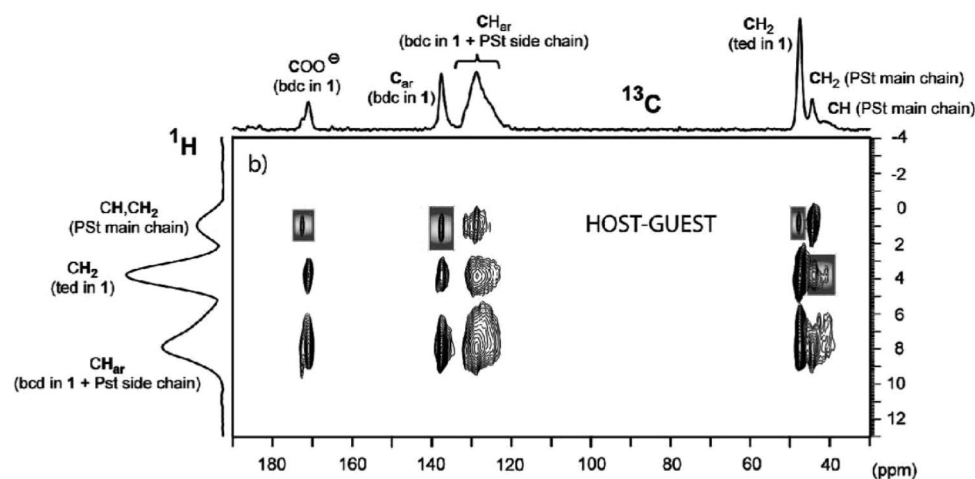 CH₂
(ted in 1)
CHar
(bdc in 1 + PSt side chain)
COO⊖
(bdc in 1)
Car
(bdc in 1)
¹³C
CH₂ (PSt main chain)
CH (PSt main chain)
¹H
b)
HOST-GUEST
CH,CH₂
(PSt main chain)
CH₂
(ted in 1)
CHar
(bcd in 1 + Pst side chain)
-4
-2
0
2
4
6
8
10
12
180 160 140 120 100 80 60 40 (ppm)